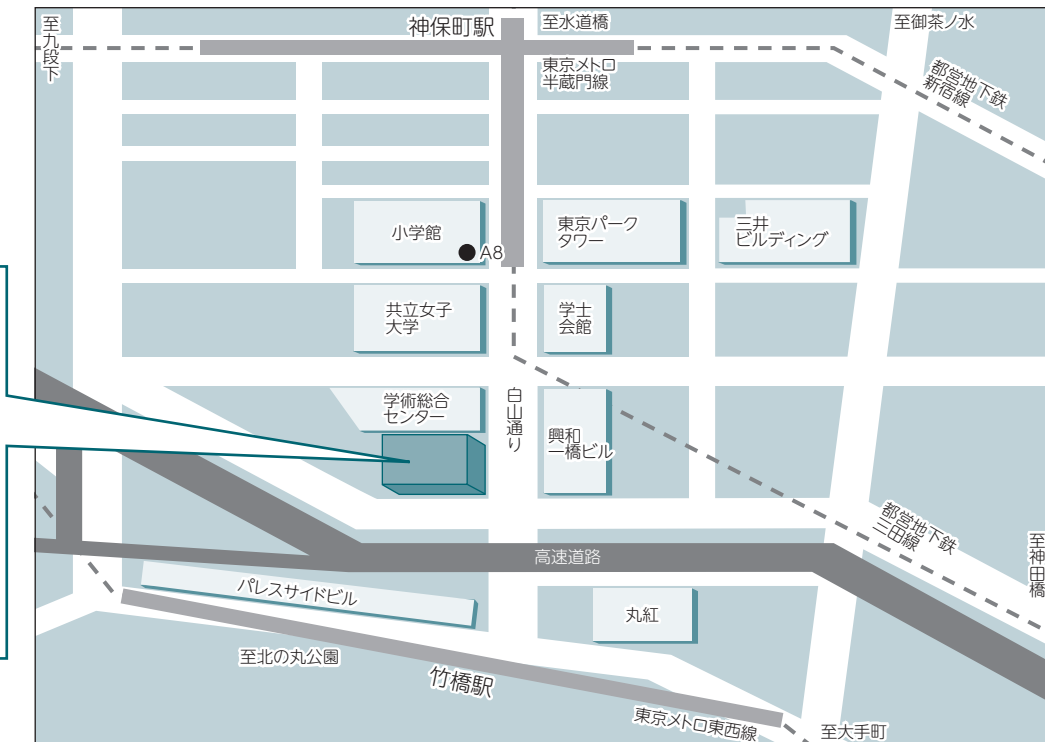 至九段下
神保町駅
至水道橋
至御茶ノ水
東京メトロ
半蔵門線
都営地下鉄
新宿線
小学館
A8
東京パーク
タワー
三井
ビルディング
共立女子
大学
学士
会館
学術総合
センター
白山通り
興和
一橋ビル
都営地下鉄
三田線
至神田橋
高速道路
パレスサイドビル
丸紅
至北の丸公園
竹橋駅
東京メトロ東西線
至大手町